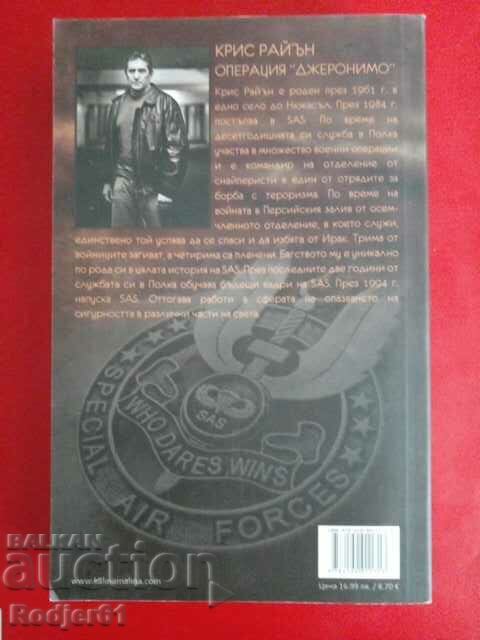 КРИС РАЙЪН
ОПЕРАЦИЯ "ДЖЕРОНИМО"
Крис Райън е роден през 1961 г. в
едно село до Нюкасъл. През 1984 г.
постъпва в SAS. По време на
десетгодишната си служба в Полка
участва в множество военни операции
и е командир на отделение от
снайперисти в един от отрядите за
борба с тероризма. По време на
войната в Персийския залив от осем-
членното отделение, в което служи,
единствено той успява да се спаси и да избяга от Ирак. Трима от
войниците загиват, а четирима са пленени. Бягството му е уникално
по рода си в цялата история на SAS. През последните две години от
службата си в Полка обучава бъдещи кадри на SAS. През 1994 г.
напуска SAS. Оттогава работи в сферата на опазването на
сигурността в различни части на света.
SAS
WHO DARES WINS
SPECIAL AIR FORCES
Цена 16.99 лв. / 8,70 €
BALKAN
auction
www.kalinamalina.com
Rodjer61